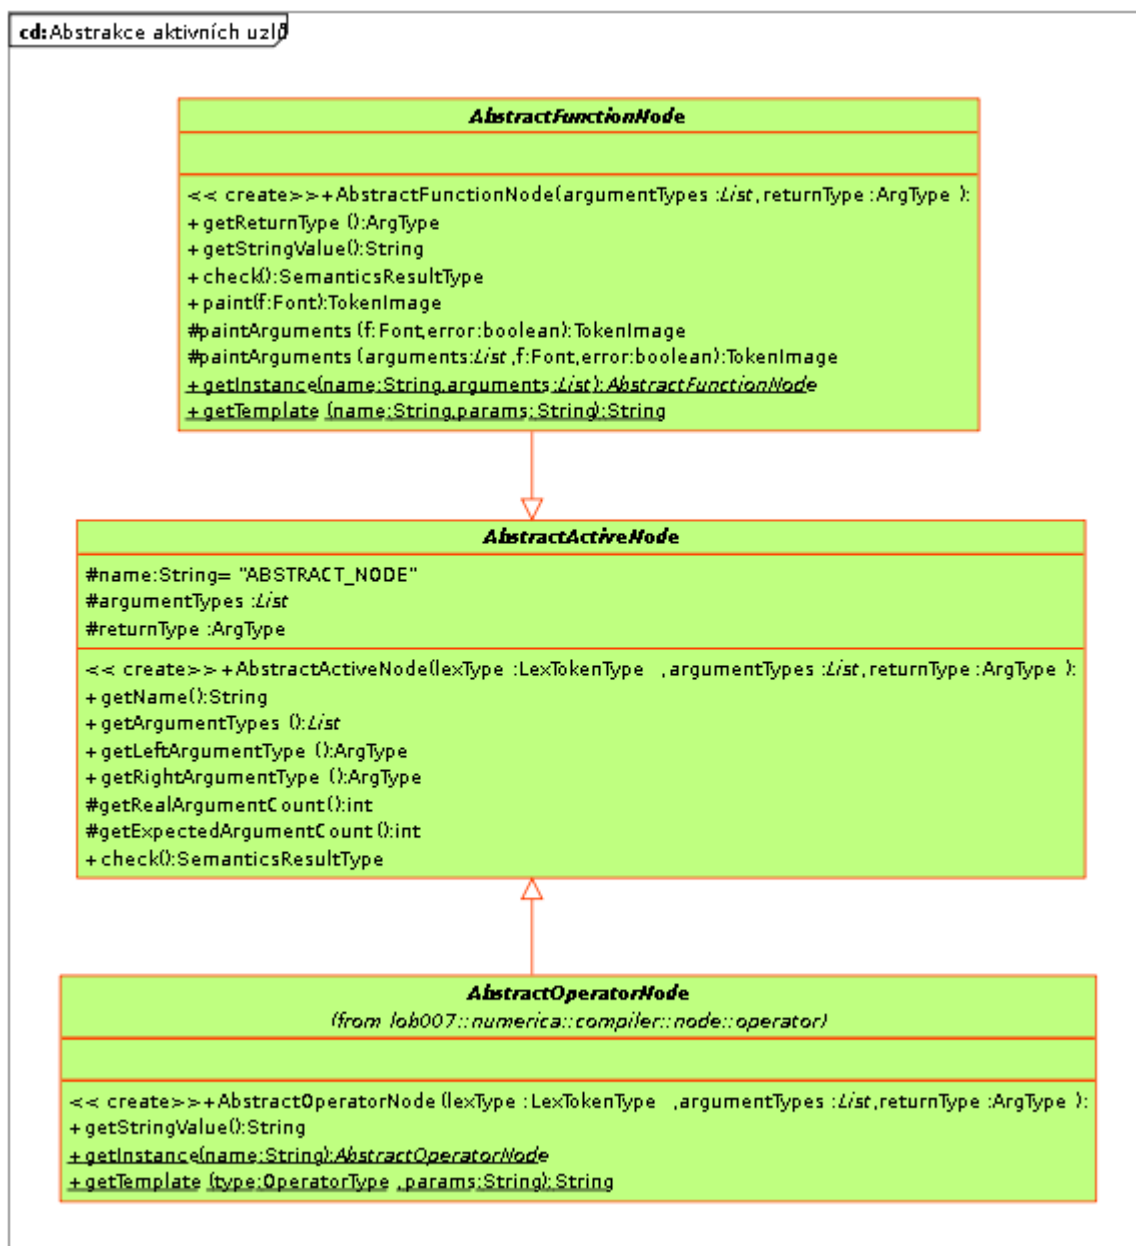 cd:Abstrakce aktivních uzlů
AbstractFunctionNode
<< create>>+AbstractFunctionNode(argumentTypes :List,returnType :ArgType ):
+getReturnType ():ArgType
+getStringValue():String
+check():SemanticsResultType
+paint(f:Font):TokenImage
#paintArguments (f:Font,error:boolean):TokenImage
#paintArguments (arguments:List ,f:Font,error:boolean):TokenImage
+getInstance(name:String,arguments :List ):AbstractFunctionNode
+getTemplate (name:String,params:String):String
AbstractActiveNode
#name:String= "ABSTRACT_NODE"
#argumentTypes :List
#returnType :ArgType
<< create>>+AbstractActiveNode(lexType :LexTokenType ,argumentTypes :List,returnType :ArgType ):
+getName():String
+getArgumentTypes ():List
+getLeftArgumentType ():ArgType
+getRightArgumentType ():ArgType
#getRealArgumentCount():int
#getExpectedArgumentCount():int
+check():SemanticsResultType
AbstractOperatorNode
(from lob007::numerica::compiler::node::operator)
<< create>>+AbstractOperatorNode (lexType :LexTokenType ,argumentTypes :List,returnType :ArgType ):
+getStringValue():String
+getInstance(name:String):AbstractOperatorNode
+getTemplate (type:OperatorType ,params:String):String